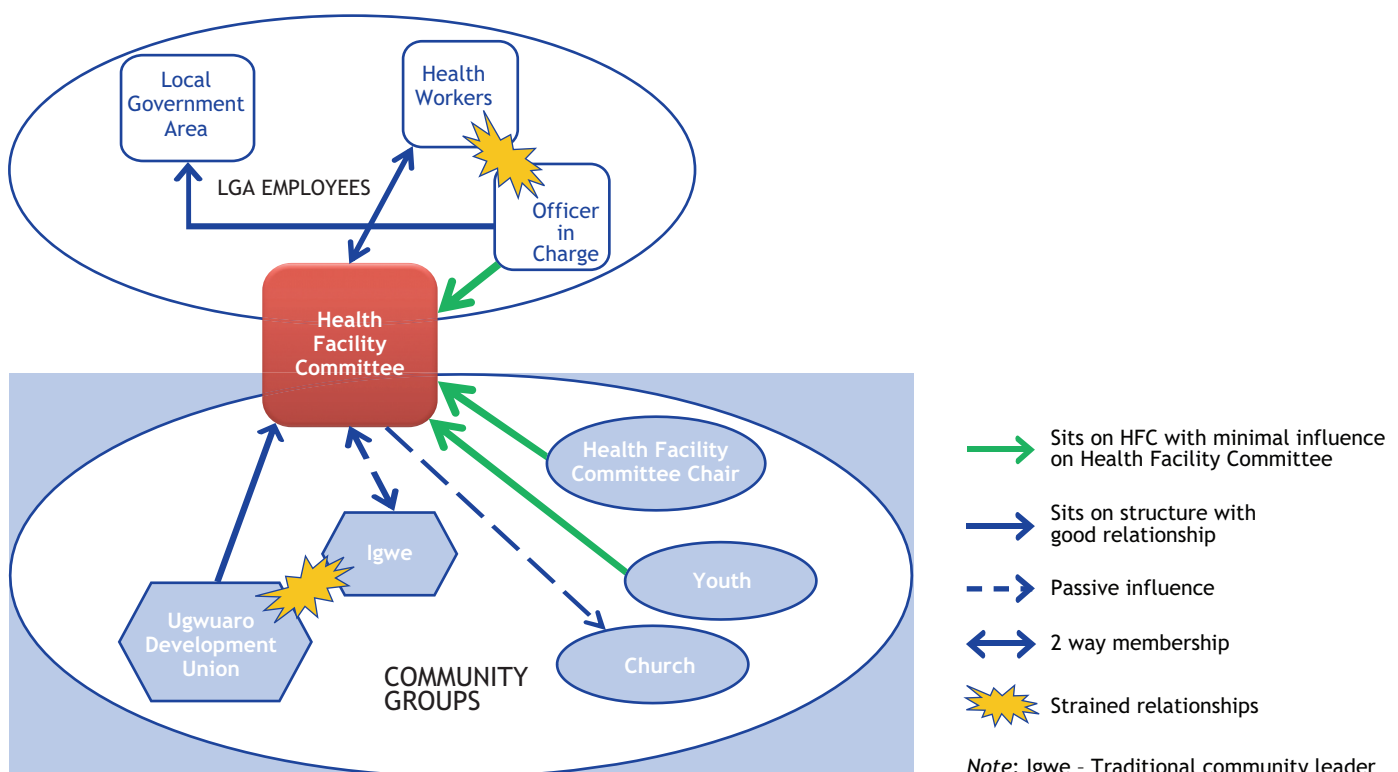 Local
Government
Area
Health
Workers
LGA EMPLOYEES
Officer
in
Charge
Health
Facility
Committee
Health Facility
Committee Chair
Igwe
Youth
Ugwuaro
Development
Union
Church
COMMUNITY
GROUPS
Sits on HFC with minimal influence
on Health Facility Committee
Sits on structure with
good relationship
Passive influence
2 way membership
Strained relationships
Note: Igwe – Traditional community leader